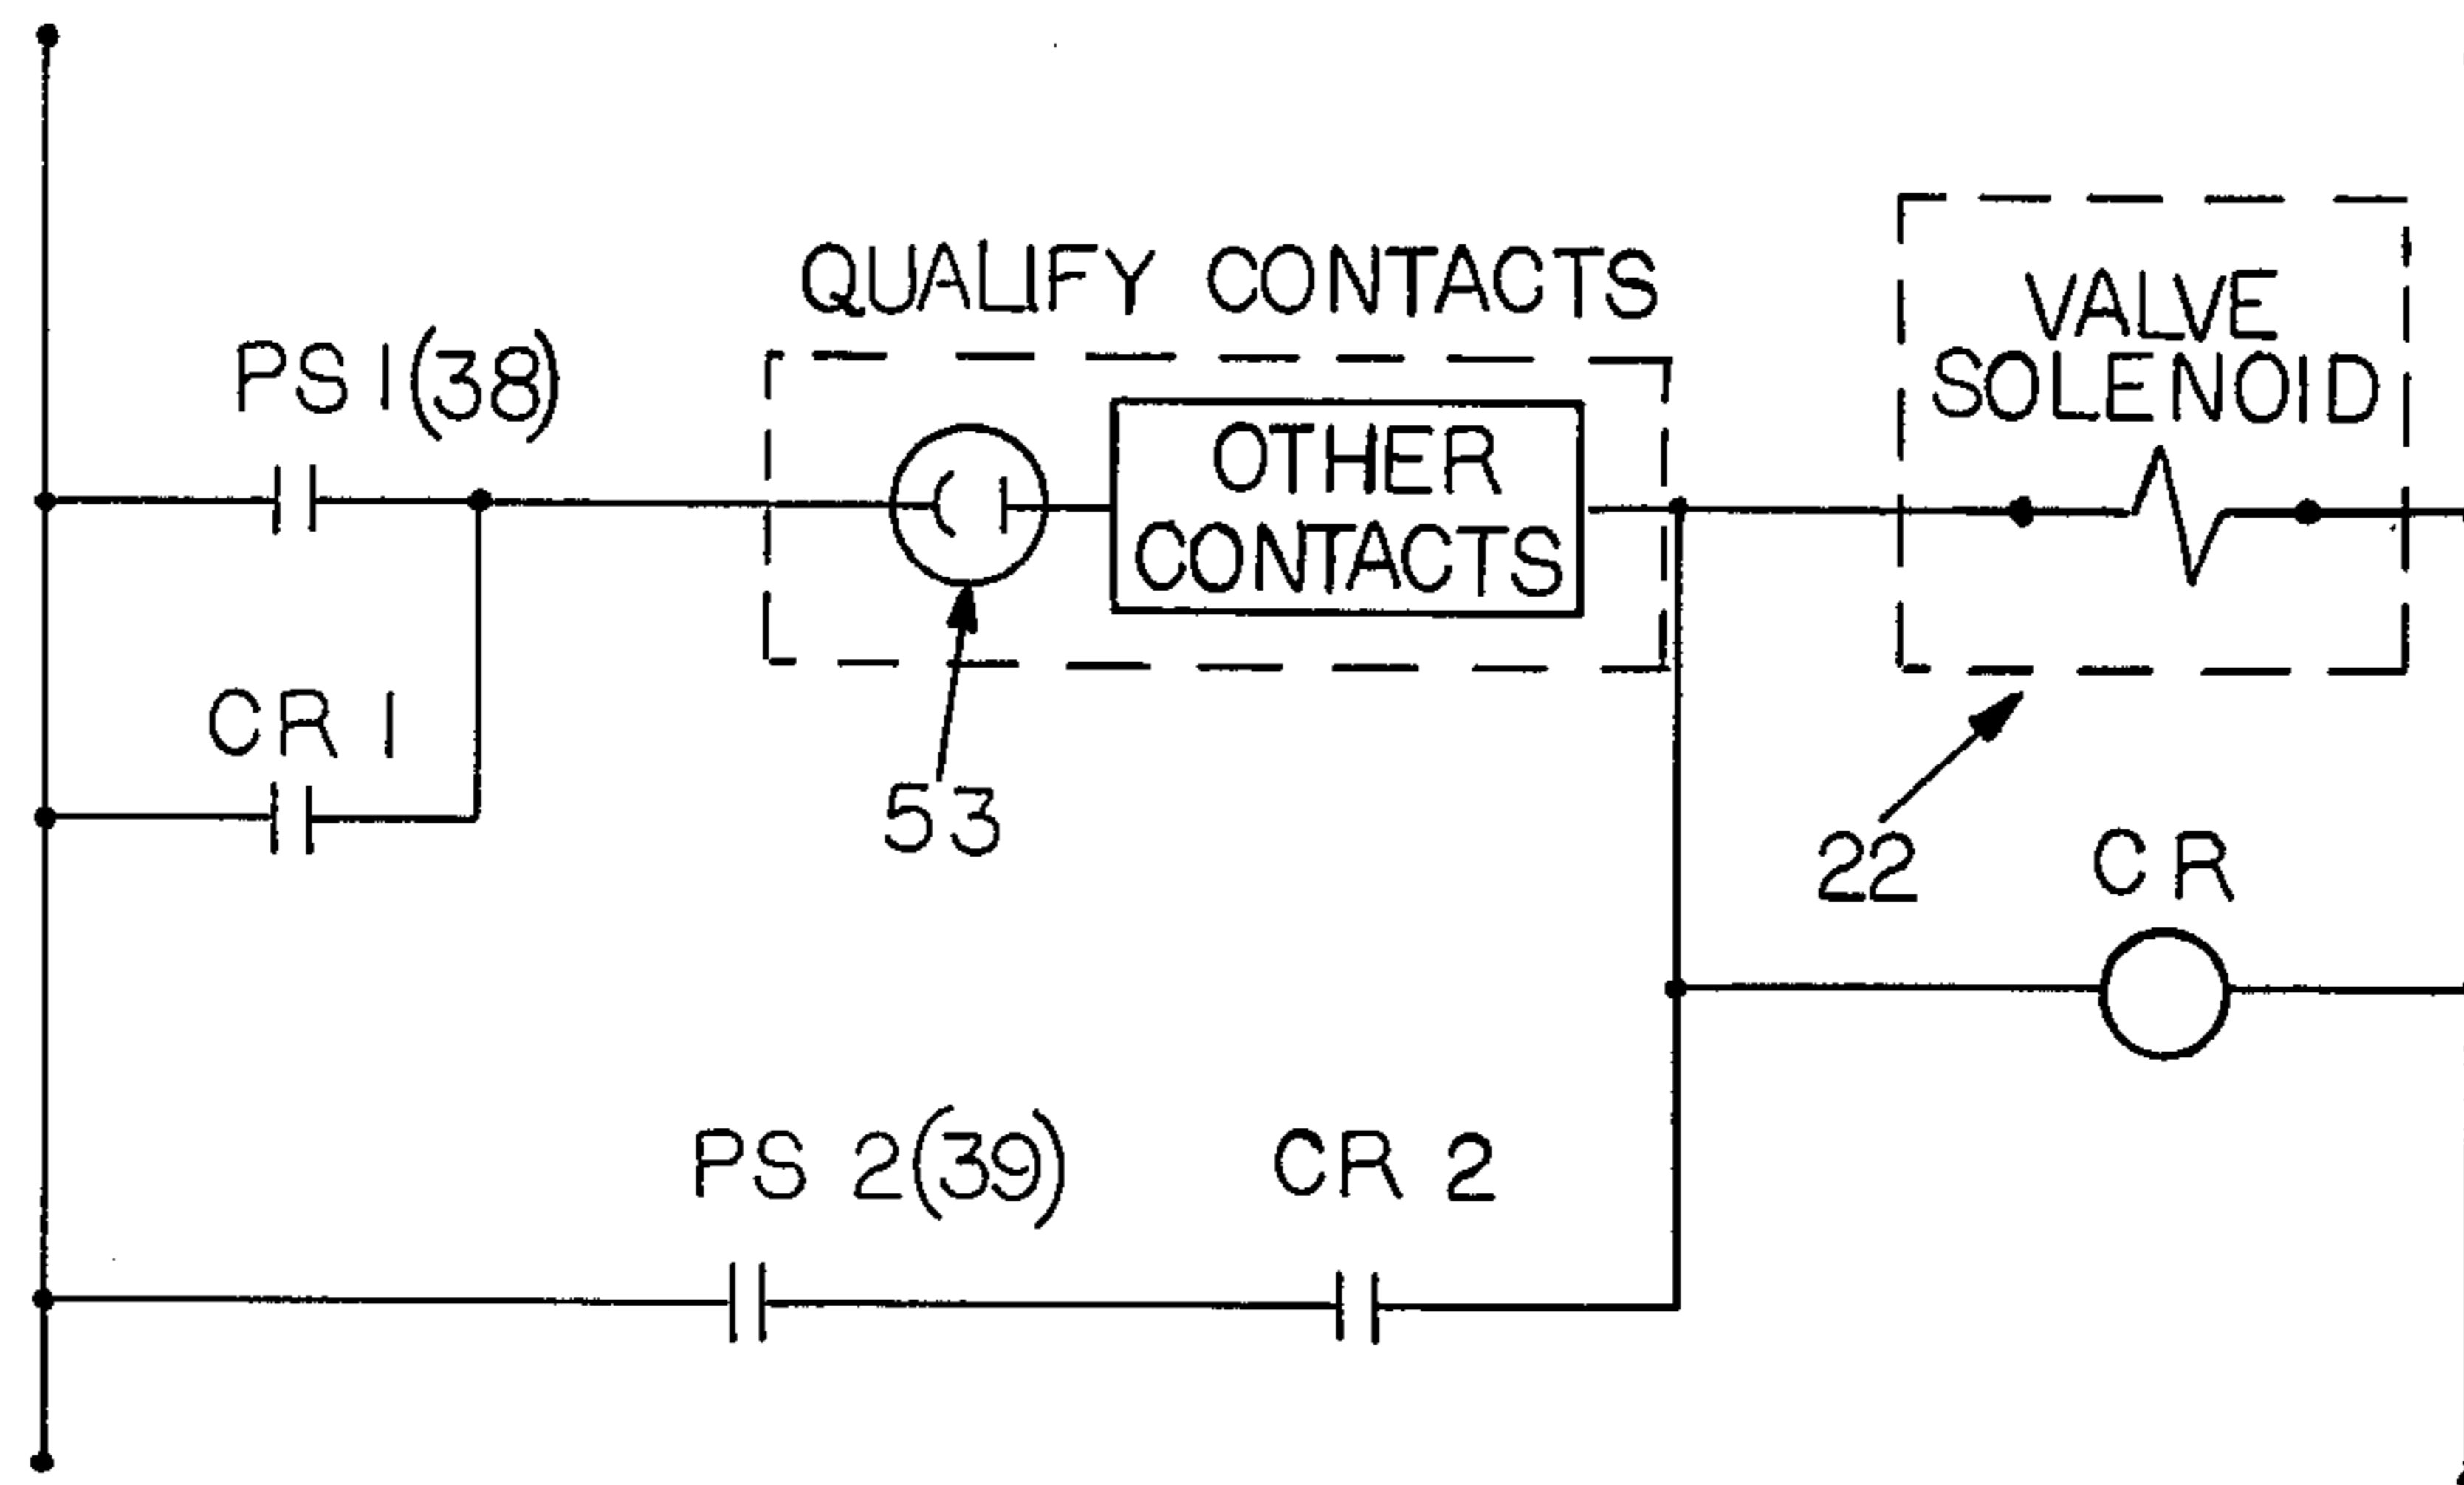 QUALIFY CONTACTS
VALVE
SOLENOID
PS 1(38)
OTHER
CONTACTS
CR 1
53
22
CR
PS 2(39)
CR 2